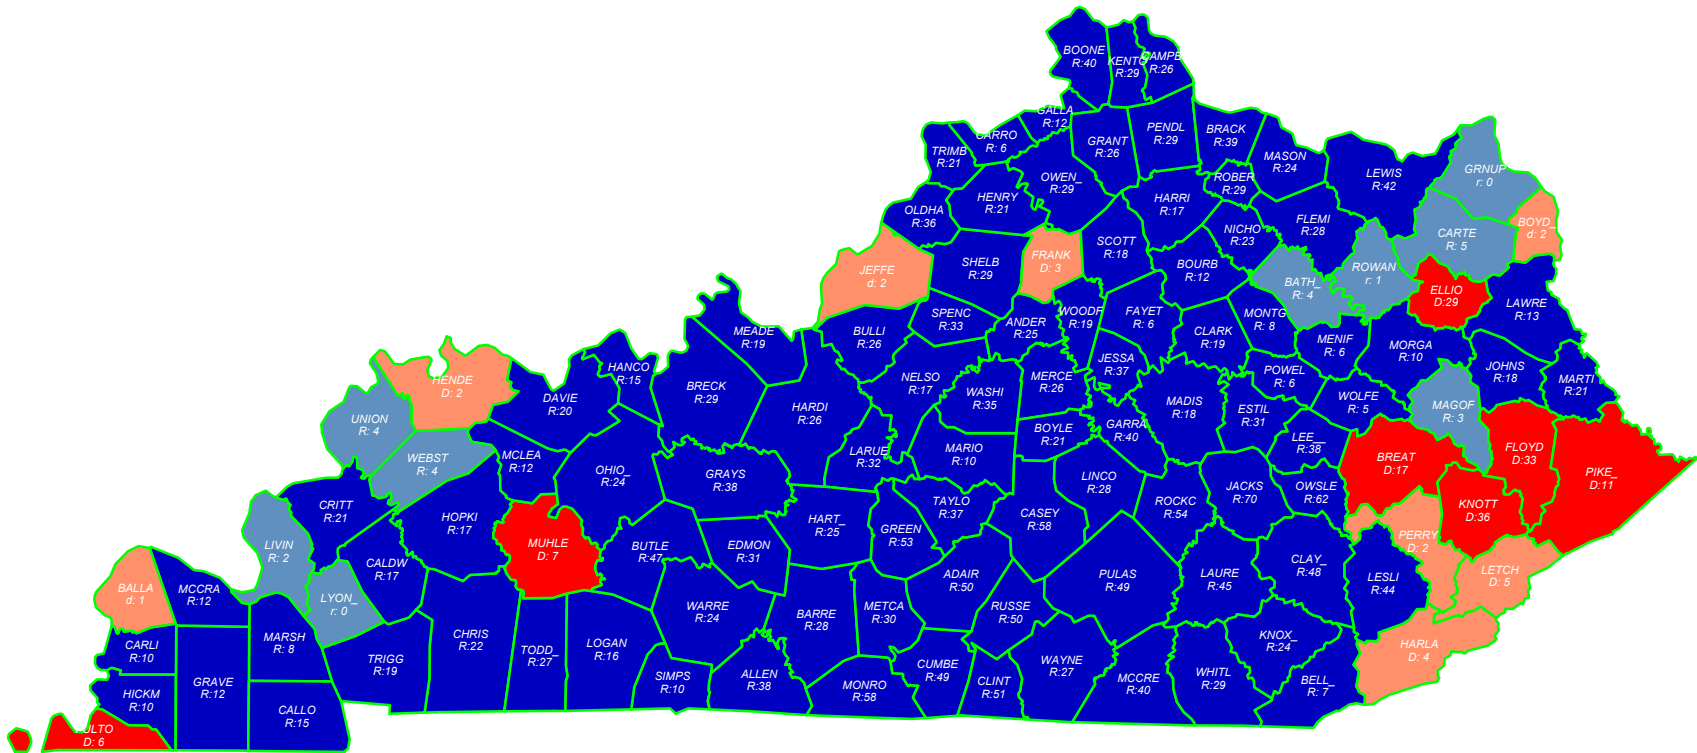 BOONE
R:40
KENTO
R:29
CAMPB
R:26
GALLA
R:12
CARRO
R: 6
TRIMB
R:21
GRANT
R:26
PENDL
R:29
BRACK
R:39
MASON
R:24
LEWIS
R:42
GRNUP
r: 0
OWEN_
R:29
ROBER
R:29
HENRY
R:21
HARRI
R:17
OLDHA
R:36
FLEMI
R:28
BOYD_
d: 2
NICHO
R:23
CARTE
R: 5
SCOTT
R:18
FRANK
D: 3
SHELB
R:29
JEFFE
d: 2
BOURB
R:12
ROWAN
r: 1
BATH_
R: 4
ELLIO
D:29
LAWRE
R:13
SPENC
R:33
ANDER
R:25
WOODF
R:19
FAYET
R: 6
MONTG
R: 8
CLARK
R:19
MENIF
R: 6
MORGA
R:10
MEADE
R:19
BULLI
R:26
JESSA
R:37
POWEL
R: 6
JOHNS
R:18
MARTI
R:21
HANCO
R:15
HENDE
D: 2
BRECK
R:29
NELSO
R:17
MERCE
R:26
WASHI
R:35
DAVIE
R:20
HARDI
R:26
MADIS
R:18
ESTIL
R:31
WOLFE
R: 5
MAGOF
R: 3
UNION
R: 4
BOYLE
R:21
GARRA
R:40
LEE__
R:38
FLOYD
D:33
WEBST
R: 4
MCLEA
R:12
LARUE
R:32
MARIO
R:10
BREAT
D:17
OHIO_
R:24
GRAYS
R:38
LINCO
R:28
JACKS
R:70
OWSLE
R:62
PIKE_
D:11
CRITT
R:21
HOPKI
R:17
TAYLO
R:37
ROCKC
R:54
KNOTT
D:36
HART_
R:25
GREEN
R:53
CASEY
R:58
MUHLE
D: 7
BUTLE
R:47
EDMON
R:31
PERRY
D: 2
LIVIN
R: 2
CALDW
R:17
CLAY_
R:48
LETCH
D: 5
ADAIR
R:50
PULAS
R:49
LAURE
R:45
LESLI
R:44
BALLA
d: 1
MCCRA
R:12
LYON_
r: 0
WARRE
R:24
BARRE
R:28
METCA
R:30
RUSSE
R:50
CARLI
R:10
MARSH
R: 8
CHRIS
R:22
TODD_
R:27
LOGAN
R:16
KNOX_
R:24
HARLA
D: 4
TRIGG
R:19
CUMBE
R:49
WAYNE
R:27
GRAVE
R:12
SIMPS
R:10
ALLEN
R:38
MONRO
R:58
CLINT
R:51
MCCRE
R:40
WHITL
R:29
BELL_
R: 7
HICKM
R:10
CALLO
R:15
ULTO
D: 6